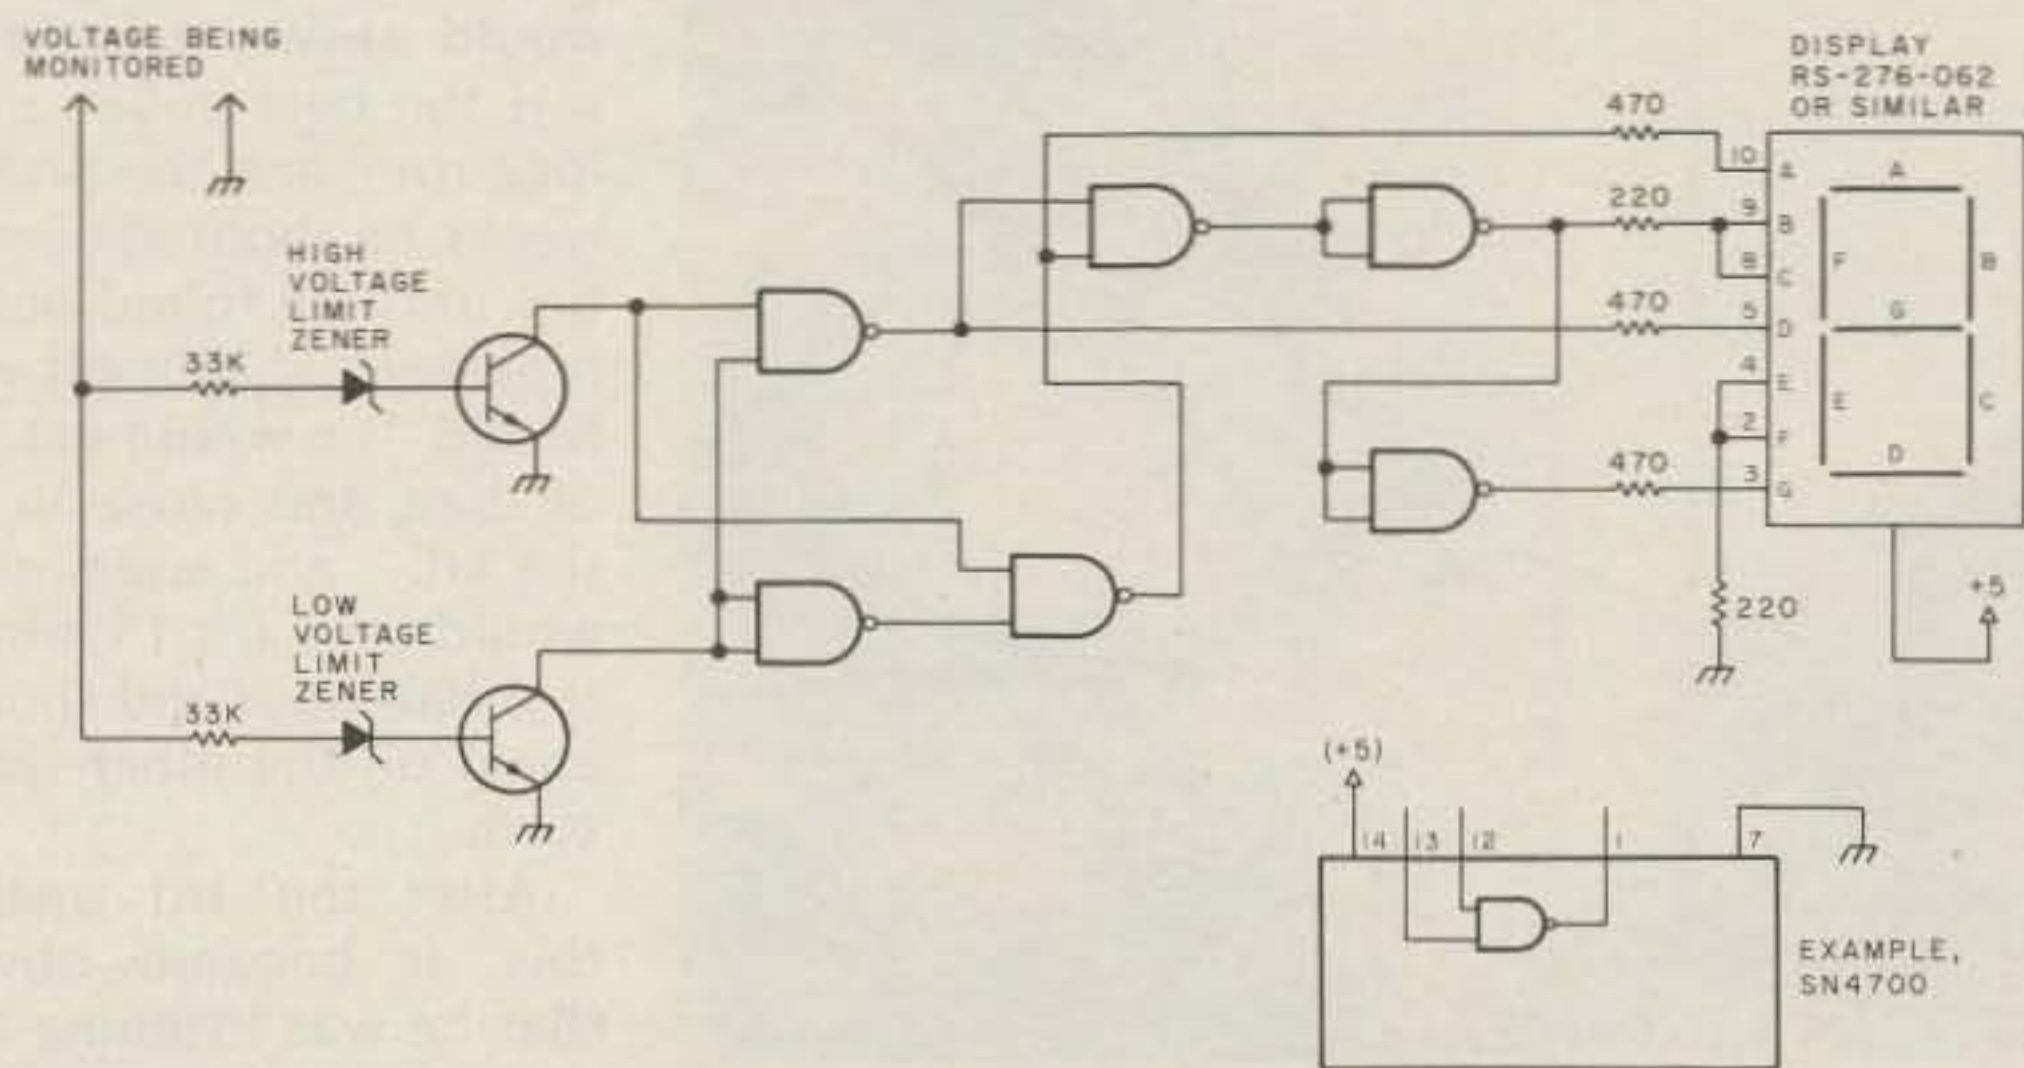 VOLTAGE BEING
MONITORED
DISPLAY
RS-276-062
OR SIMILAR
HIGH
VOLTAGE
LIMIT
ZENER
33K
LOW
VOLTAGE
LIMIT
ZENER
33K
470
220
470
470
220
10
A
9
B
8
C
5
D
4
E
2
F
3
G
A
F
B
G
E
C
D
+5
(+5)
14
13
12
1
7
EXAMPLE,
SN4700